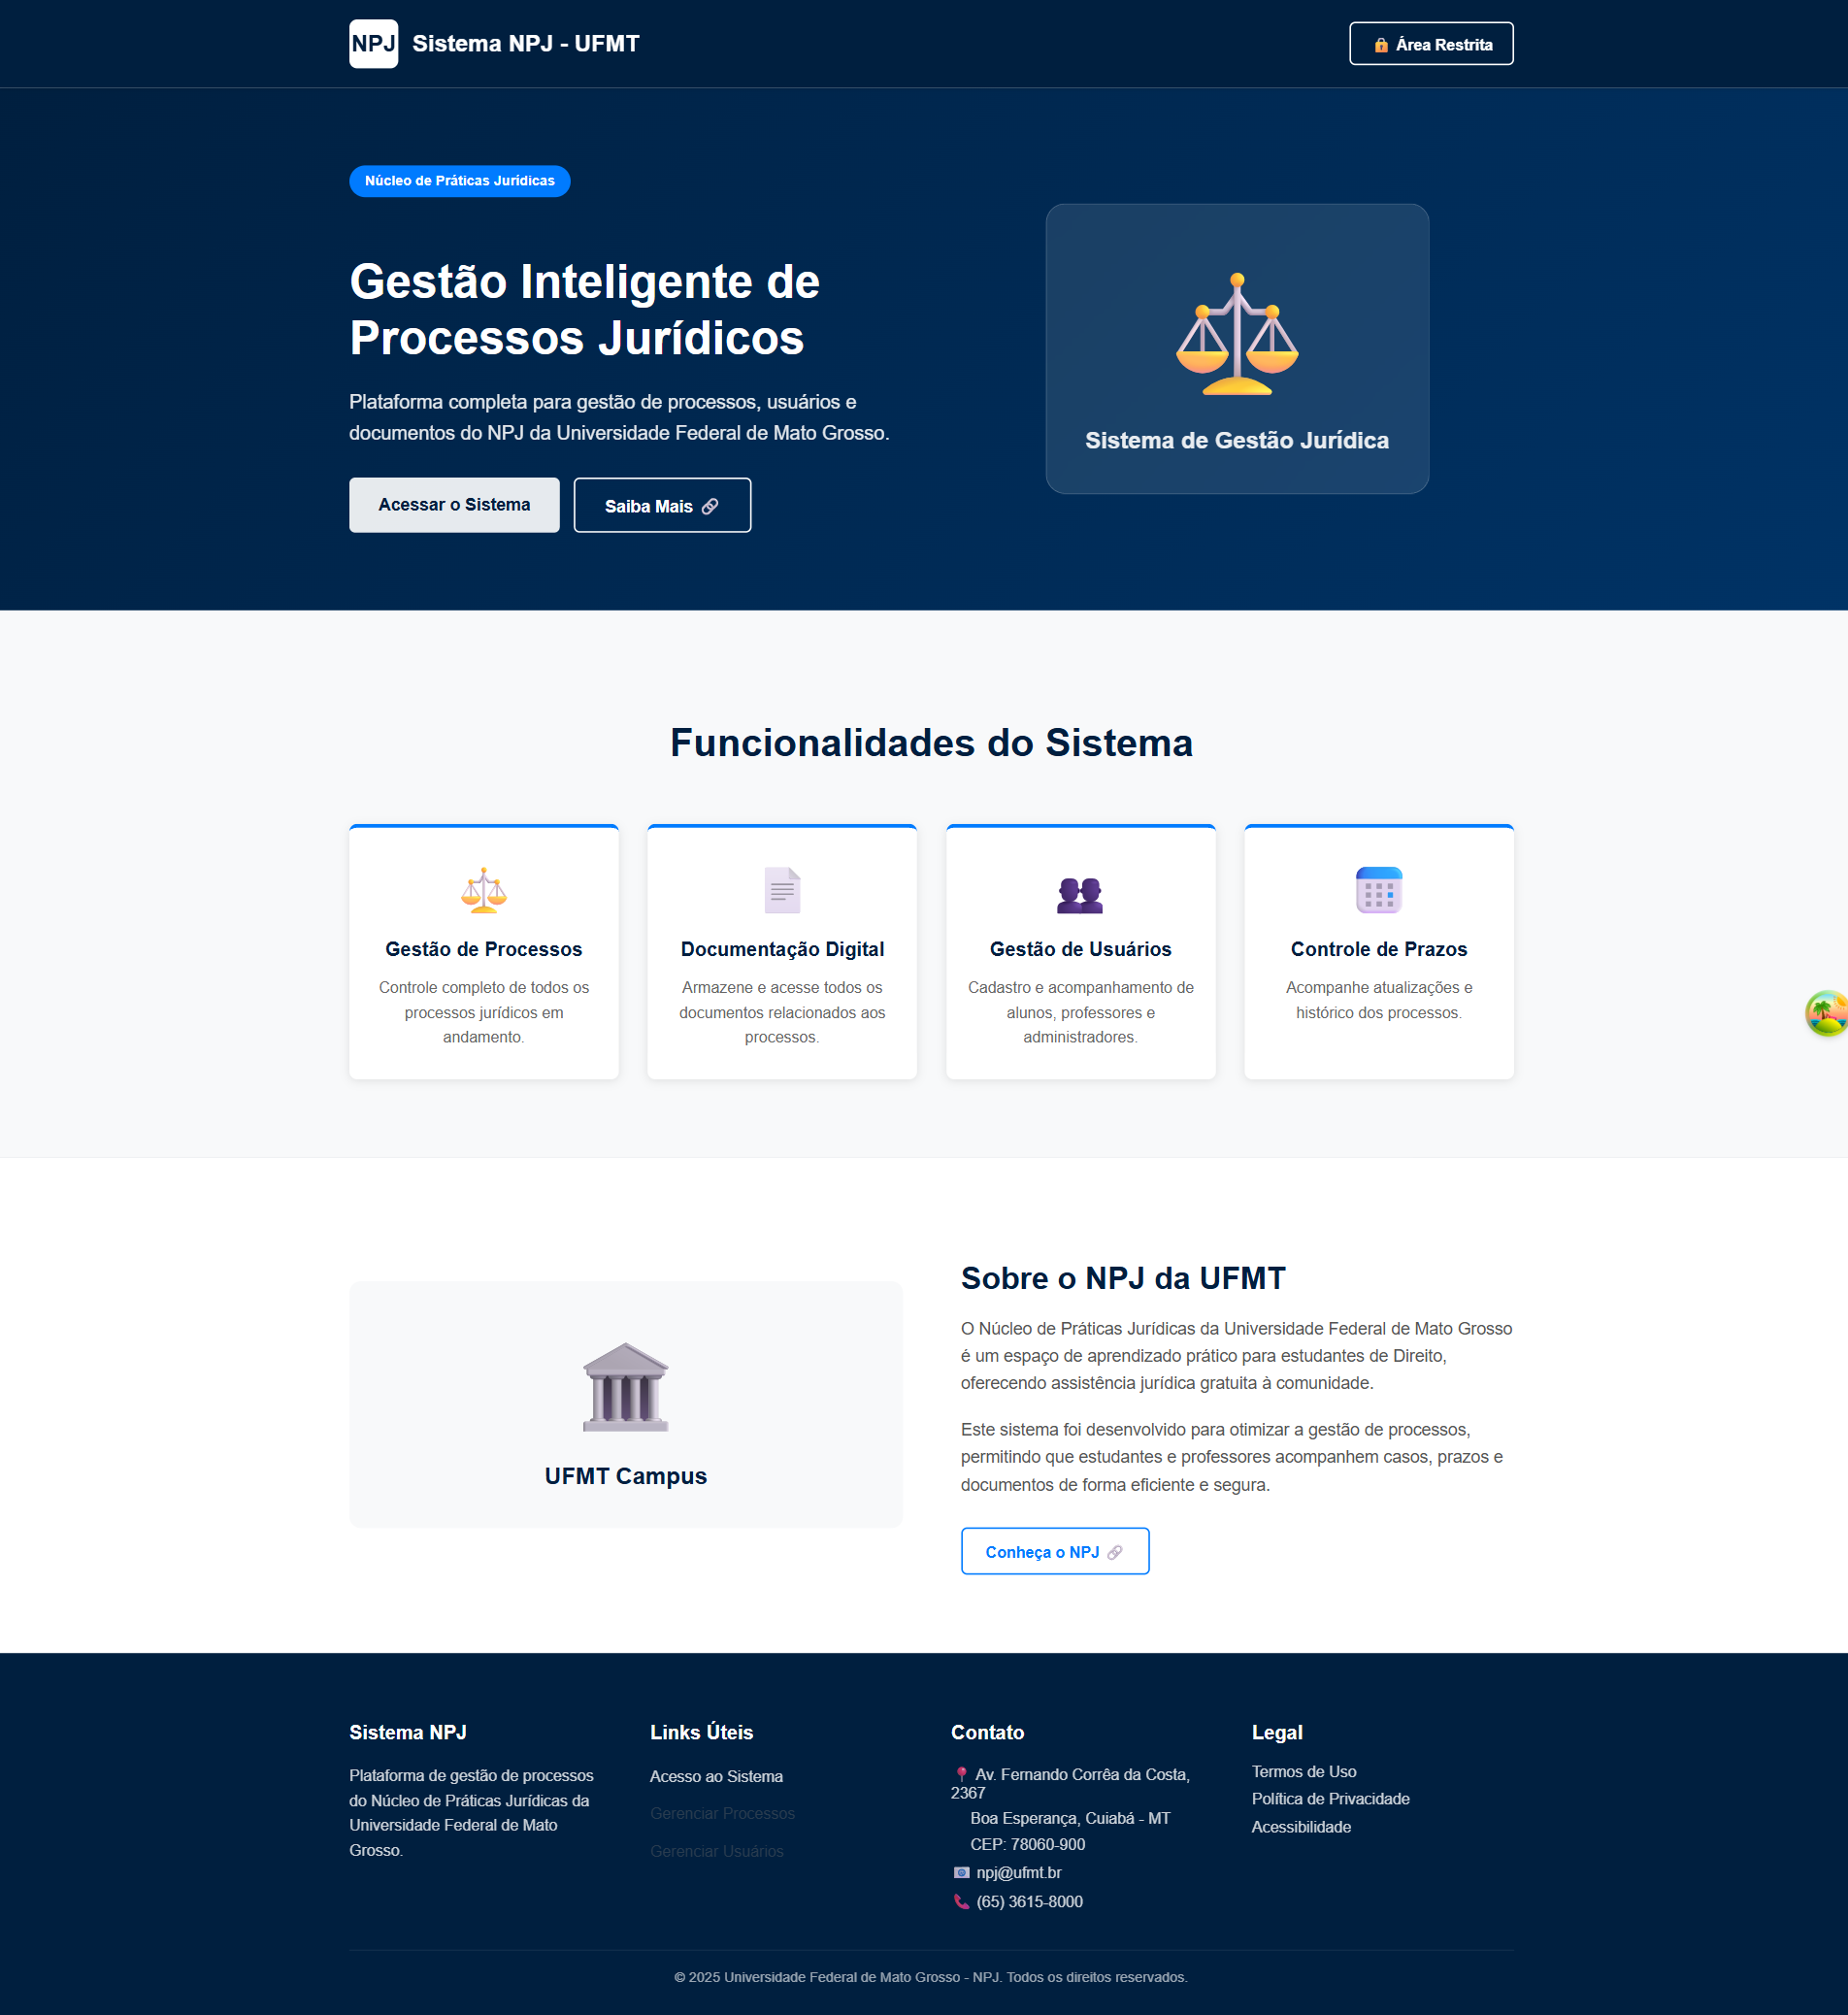 NPJ
Sistema NPJ - UFMT
Área Restrita
Núcleo de Práticas Jurídicas
Gestão Inteligente de
Processos Jurídicos
Plataforma completa para gestão de processos, usuários e
documentos do NPJ da Universidade Federal de Mato Grosso.
Acessar o Sistema
Saiba Mais
Sistema de Gestão Jurídica
Funcionalidades do Sistema
Gestão de Processos
Controle completo de todos os
processos jurídicos em
andamento.
Documentação Digital
Armazene e acesse todos os
documentos relacionados aos
processos.
Gestão de Usuários
Cadastro e acompanhamento de
alunos, professores e
administradores.
Controle de Prazos
Acompanhe atualizações e
histórico dos processos.
UFMT Campus
Sobre o NPJ da UFMT
O Núcleo de Práticas Jurídicas da Universidade Federal de Mato Grosso
é um espaço de aprendizado prático para estudantes de Direito,
oferecendo assistência jurídica gratuita à comunidade.
Este sistema foi desenvolvido para otimizar a gestão de processos,
permitindo que estudantes e professores acompanhem casos, prazos e
documentos de forma eficiente e segura.
Conheça o NPJ
Sistema NPJ
Plataforma de gestão de processos
do Núcleo de Práticas Jurídicas da
Universidade Federal de Mato
Grosso.
Links Úteis
Acesso ao Sistema
Gerenciar Processos
Gerenciar Usuários
Contato
Av. Fernando Corrêa da Costa,
2367
Boa Esperança, Cuiabá - MT
CEP: 78060-900
npj@ufmt.br
(65) 3615-8000
Legal
Termos de Uso
Política de Privacidade
Acessibilidade
© 2025 Universidade Federal de Mato Grosso - NPJ. Todos os direitos reservados.